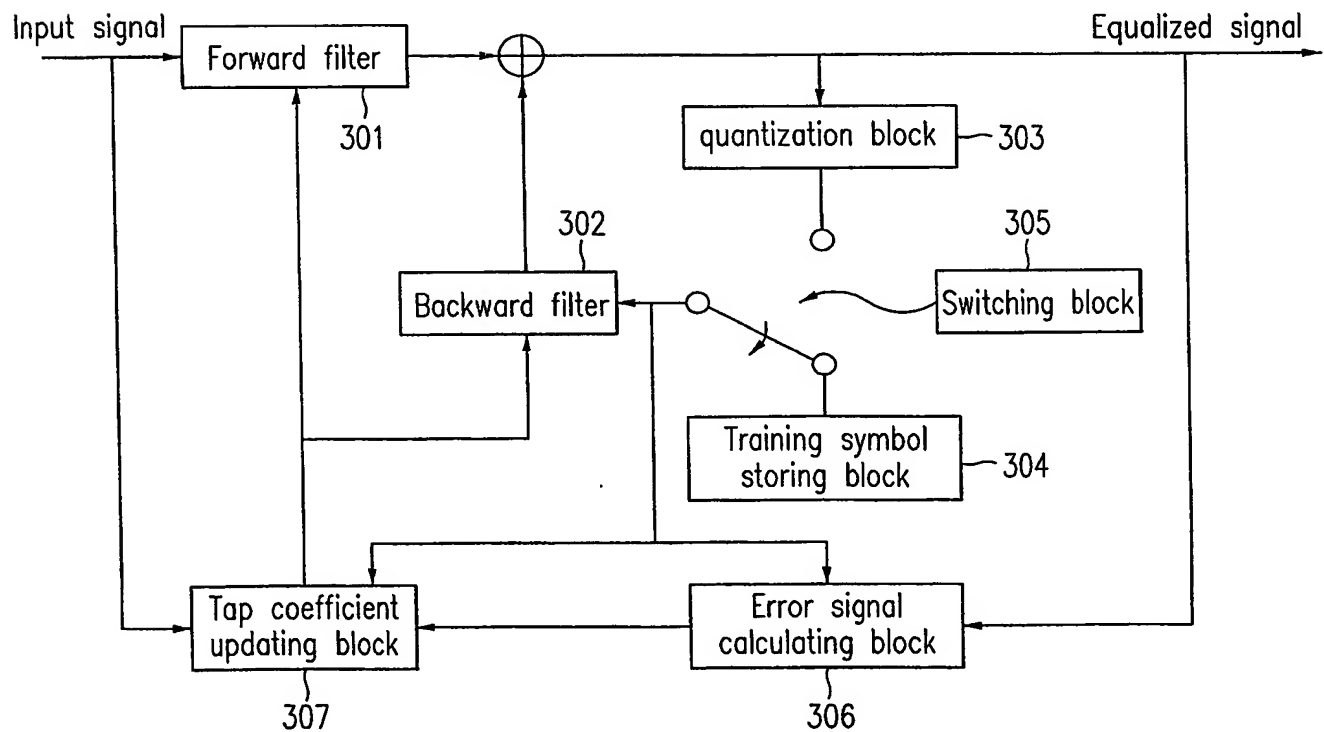 Input signal
Equalized signal
Forward filter
301
quantization block
303
302
305
Backward filter
Switching block
Training symbol
storing block
304
Tap coefficient
updating block
Error signal
calculating block
307
306